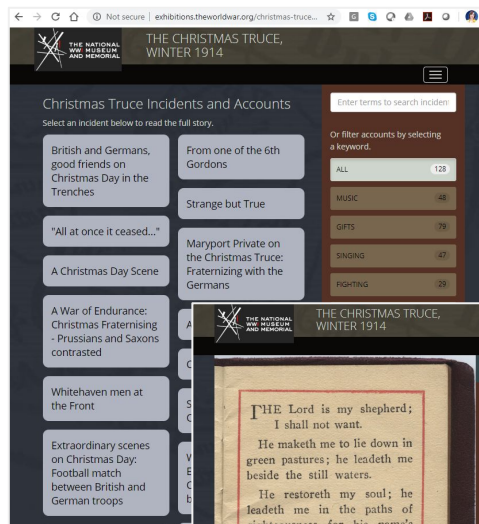 Not secure | exhibitions.theworldwar.org/christmas-truce...
THE NATIONAL
WWI MUSEUM
AND MEMORIAL
THE CHRISTMAS TRUCE,
WINTER 1914
Christmas Truce Incidents and Accounts
Select an incident below to read the full story.
British and Germans,
good friends on
Christmas Day in the
Trenches
"All at once it ceased..."
A Christmas Day Scene
A War of Endurance:
Christmas Fraternising
- Prussians and Saxons
contrasted
Whitehaven men at
the Front
Extraordinary scenes
on Christmas Day:
Football match
between British and
German troops
From one of the 6th
Gordons
Strange but True
Maryport Private on
the Christmas Truce:
Fraternizing with the
Germans
Enter terms to search inciden
Or filter accounts by selecting
a keyword.
ALL 128
MUSIC 48
GIFTS 79
SINGING 47
FIGHTING 29
THE NATIONAL
WWI MUSEUM
AND MEMORIAL
THE CHRISTMAS TRUCE,
WINTER 1914
THE Lord is my shepherd;
I shall not want.
He maketh me to lie down in
green pastures; he leadeth me
beside the still waters.
He restoreth my soul; he
leadeth me in the paths of